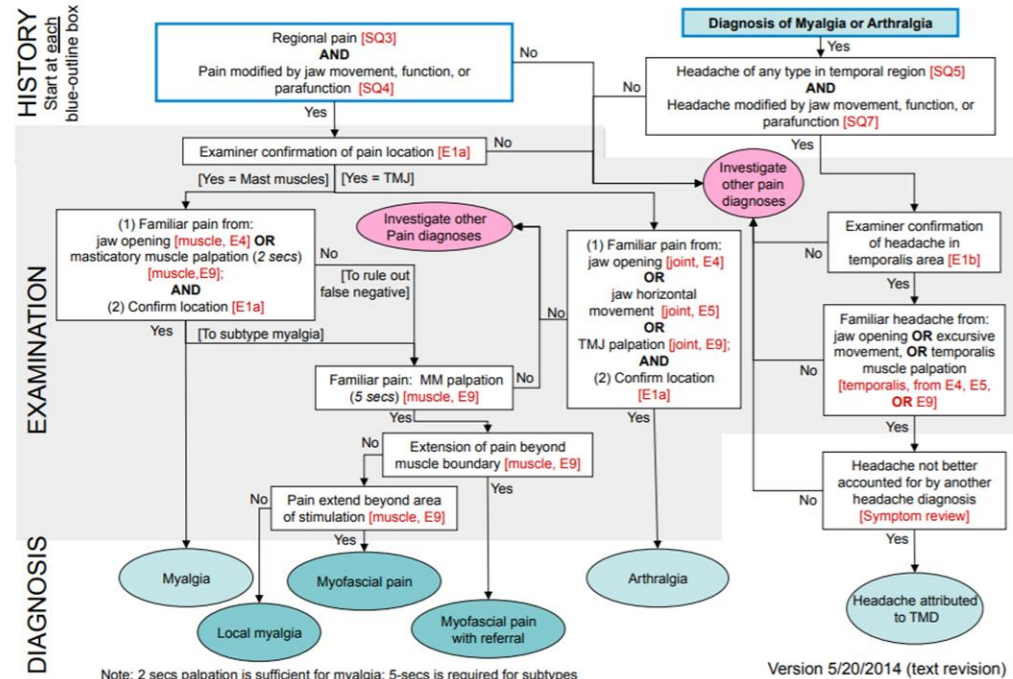 HISTORY
Start at each
blue-outline box
Regional pain [SQ3]
AND
Pain modified by jaw movement, function, or
parafunction [SQ4]
No
Yes
Diagnosis of Myalgia or Arthralgia
Yes
Headache of any type in temporal region [SQ5]
AND
Headache modified by jaw movement, function, or
parafunction [SQ7]
No
Yes
EXAMINATION
Examiner confirmation of pain location [E1a]
No
[Yes = Mast muscles]
[Yes = TMJ]
Investigate
other pain
diagnoses
(1) Familiar pain from:
jaw opening [muscle, E4] OR
masticatory muscle palpation (2 secs)
[muscle,E9];
AND
(2) Confirm location [E1a]
No
[To rule out
false negative]
Yes
[To subtype myalgia]
Investigate other
Pain diagnoses
(1) Familiar pain from:
jaw opening [joint, E4]
OR
jaw horizontal
movement [joint, E5]
OR
TMJ palpation [joint, E9];
AND
(2) Confirm location
[E1a]
No
Yes
Examiner confirmation
of headache in
temporalis area [E1b]
No
Yes
Familiar headache from:
jaw opening OR excursive
movement, OR temporalis
muscle palpation
[temporalis, from E4, E5,
OR E9]
No
Yes
Familiar pain: MM palpation
(5 secs) [muscle, E9]
No
Yes
Extension of pain beyond
muscle boundary [muscle, E9]
No
Yes
Pain extend beyond area
of stimulation [muscle, E9]
No
Yes
Headache not better
accounted for by another
headache diagnosis
[Symptom review]
No
Yes
DIAGNOSIS
Myalgia
Myofascial pain
Arthralgia
Local myalgia
Myofascial pain
with referral
Headache attributed
to TMD
Note: 2 secs palpation is sufficient for myalgia; 5-secs is required for subtypes
Version 5/20/2014 (text revision)